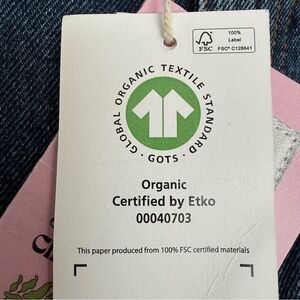 100%
Label
FSC
FSC® C128641
GLOBAL ORGANIC TEXTILE STANDARD
· GOTS ·
Organic
Certified by Etko
00040703
This paper produced from 100% FSC certified materials